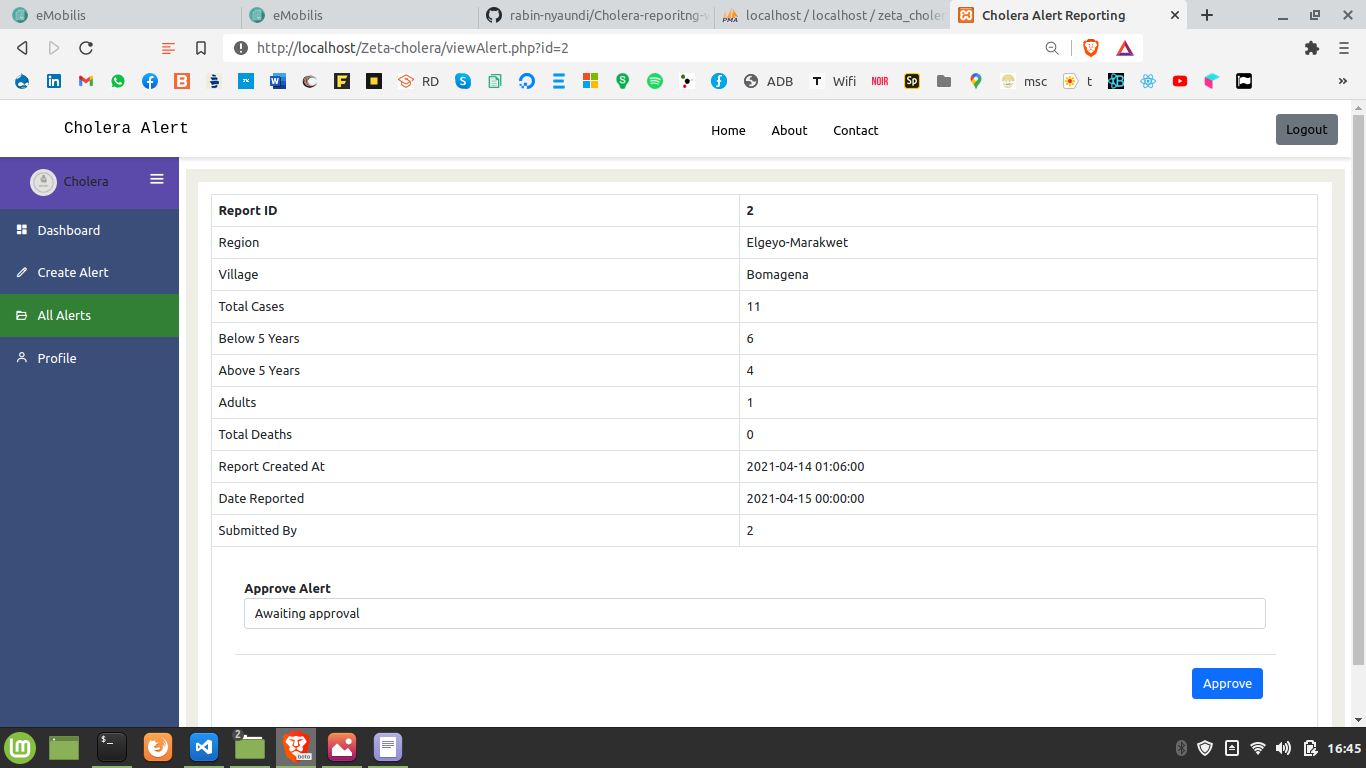 eMobilis
eMobilis
rabin-nyaundi/Cholera-reporitng-
localhost / localhost / zeta_choler
Cholera Alert Reporting
http://localhost/Zeta-cholera/viewAlert.php?id=2
RD
ADB
Wifi
NOIR
Sp
msc
t
»
Cholera Alert
Home
About
Contact
Logout
Cholera
Dashboard
Create Alert
All Alerts
Profile
Report ID 2
Region Elgeyo-Marakwet
Village Bomagena
Total Cases 11
Below 5 Years 6
Above 5 Years 4
Adults 1
Total Deaths 0
Report Created At 2021-04-14 01:06:00
Date Reported 2021-04-15 00:00:00
Submitted By 2
Approve Alert
Awaiting approval
Approve
2
beta
16:45